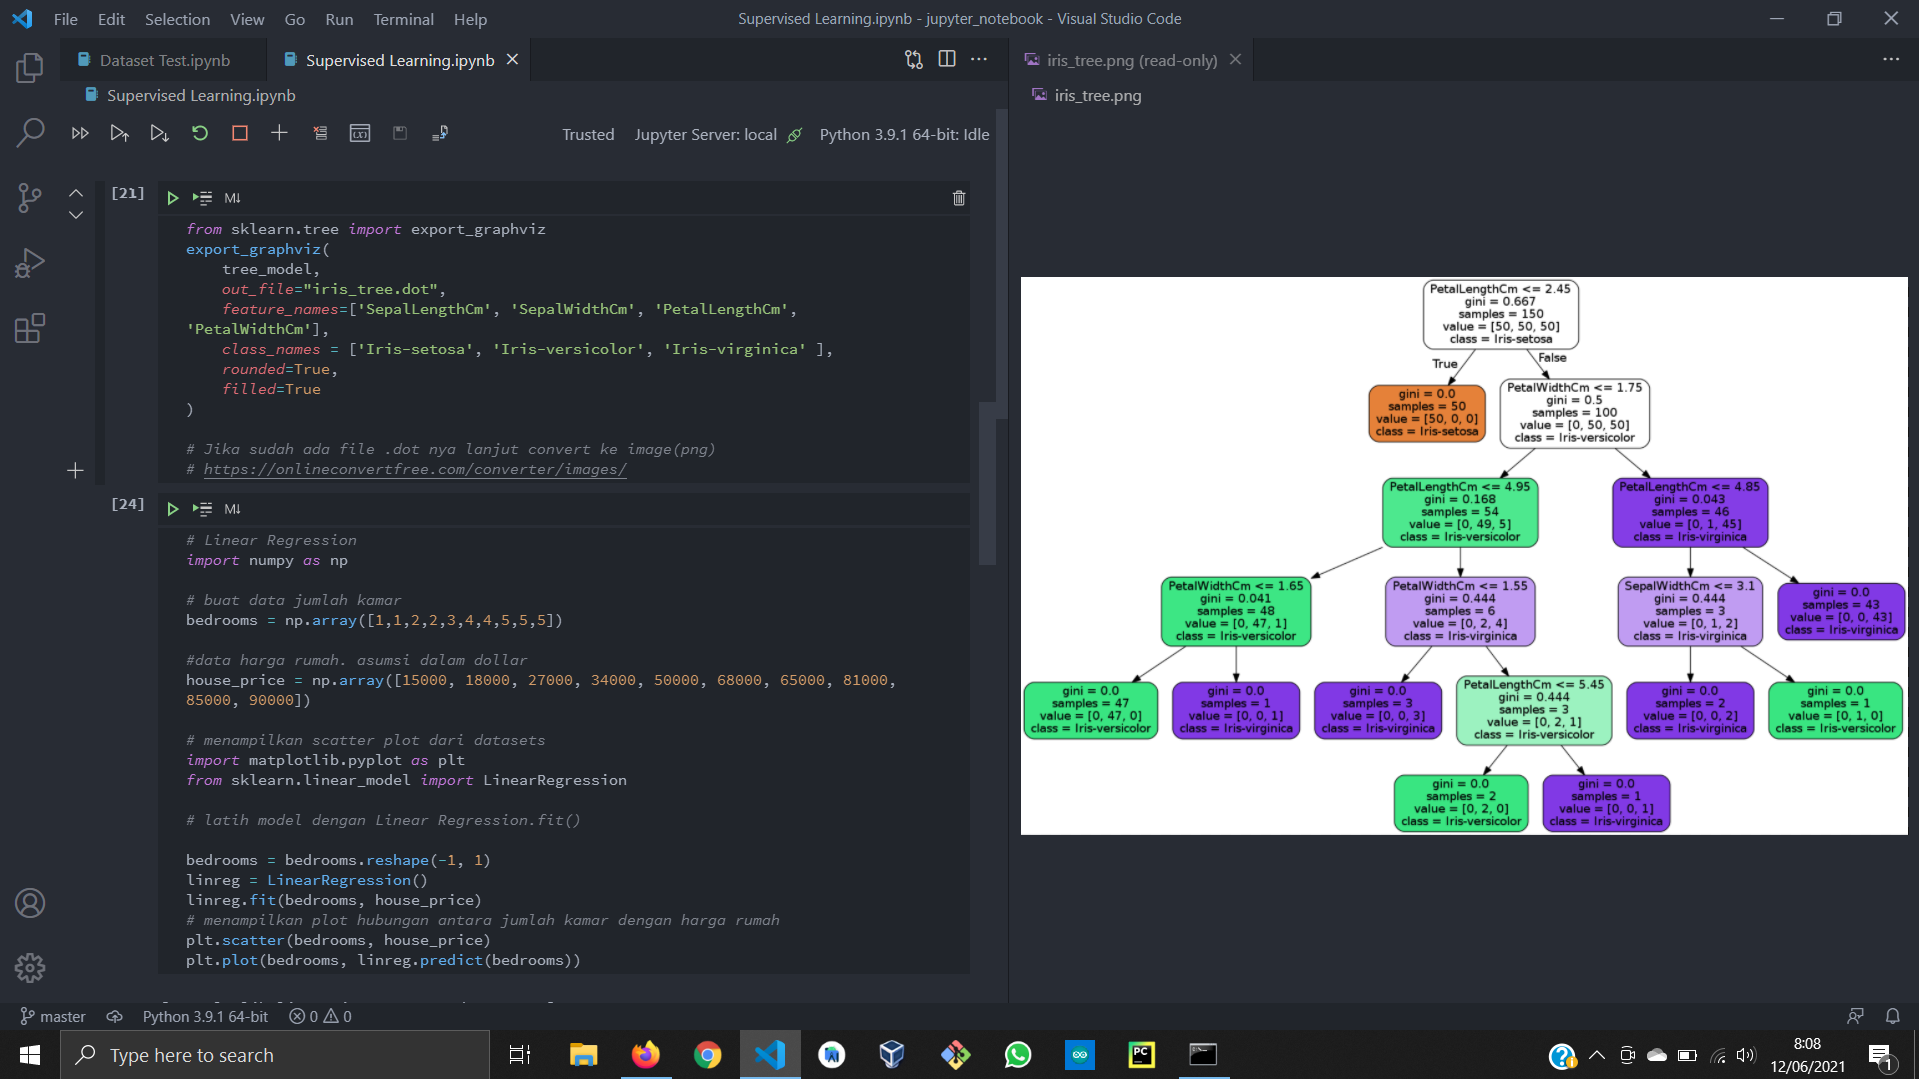 File Edit Selection View Go Run Terminal Help
Supervised Learning.ipynb - jupyter_notebook - Visual Studio Code
Dataset Test.ipynb
Supervised Learning.ipynb
Supervised Learning.ipynb
Trusted Jupyter Server: local Python 3.9.1 64-bit: Idle
[21]
M↓
from sklearn.tree import export_graphviz
export_graphviz(
    tree_model,
    out_file="iris_tree.dot",
    feature_names=['SepalLengthCm', 'SepalWidthCm', 'PetalLengthCm',
'PetalWidthCm'],
    class_names = ['Iris-setosa', 'Iris-versicolor', 'Iris-virginica' ],
    rounded=True,
    filled=True
)
# Jika sudah ada file .dot nya lanjut convert ke image(png)
# https://onlineconvertfree.com/converter/images/
[24]
M↓
# Linear Regression
import numpy as np
# buat data jumlah kamar
bedrooms = np.array([1,1,2,2,3,4,4,5,5,5])
#data harga rumah. asumsi dalam dollar
house_price = np.array([15000, 18000, 27000, 34000, 50000, 68000, 65000, 81000,
85000, 90000])
# menampilkan scatter plot dari datasets
import matplotlib.pyplot as plt
from sklearn.linear_model import LinearRegression
# latih model dengan Linear Regression.fit()
bedrooms = bedrooms.reshape(-1, 1)
linreg = LinearRegression()
linreg.fit(bedrooms, house_price)
# menampilkan plot hubungan antara jumlah kamar dengan harga rumah
plt.scatter(bedrooms, house_price)
plt.plot(bedrooms, linreg.predict(bedrooms))
iris_tree.png (read-only)
iris_tree.png
PetalLengthCm <= 2.45
gini = 0.667
samples = 150
value = [50, 50, 50]
class = Iris-setosa
True
False
gini = 0.0
samples = 50
value = [50, 0, 0]
class = Iris-setosa
PetalWidthCm <= 1.75
gini = 0.5
samples = 100
value = [0, 50, 50]
class = Iris-versicolor
PetalLengthCm <= 4.95
gini = 0.168
samples = 54
value = [0, 49, 5]
class = Iris-versicolor
PetalLengthCm <= 4.85
gini = 0.043
samples = 46
value = [0, 1, 45]
class = Iris-virginica
PetalWidthCm <= 1.65
gini = 0.041
samples = 48
value = [0, 47, 1]
class = Iris-versicolor
PetalWidthCm <= 1.55
gini = 0.444
samples = 6
value = [0, 2, 4]
class = Iris-virginica
SepalWidthCm <= 3.1
gini = 0.444
samples = 3
value = [0, 1, 2]
class = Iris-virginica
gini = 0.0
samples = 43
value = [0, 0, 43]
class = Iris-virginica
gini = 0.0
samples = 47
value = [0, 47, 0]
class = Iris-versicolor
gini = 0.0
samples = 1
value = [0, 0, 1]
class = Iris-virginica
gini = 0.0
samples = 3
value = [0, 0, 3]
class = Iris-virginica
PetalLengthCm <= 5.45
gini = 0.444
samples = 3
value = [0, 2, 1]
class = Iris-versicolor
gini = 0.0
samples = 2
value = [0, 0, 2]
class = Iris-virginica
gini = 0.0
samples = 1
value = [0, 1, 0]
class = Iris-versicolor
gini = 0.0
samples = 2
value = [0, 2, 0]
class = Iris-versicolor
gini = 0.0
samples = 1
value = [0, 0, 1]
class = Iris-virginica
master Python 3.9.1 64-bit 0 0
Type here to search
PC
8:08
12/06/2021
1